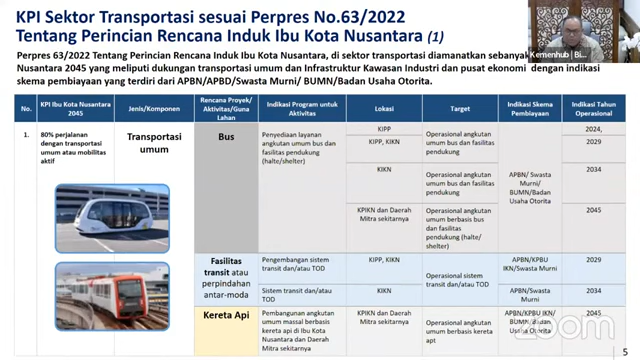 KPI Sektor Transportasi sesuai Perpres No.63/2022
Tentang Perincian Rencana Induk Ibu Kota Nusantara (1)
Kemenhub | Bi...
Perpres 63/2022 Tentang Perincian Rencana Induk Ibu Kota Nusantara, di sektor transportasi diamanatkan sebanyak
Nusantara 2045 yang meliputi dukungan transportasi umum dan Infrastruktur Kawasan Industri dan pusat ekonomi dengan indikasi
skema pembiayaan yang terdiri dari APBN/APBD/Swasta Murni/ BUMN/Badan Usaha Otorita.
No. KPI Ibu Kota Nusantara 2045 Jenis/Komponen Rencana Proyek/ Aktivitas/Guna Lahan Indikasi Program untuk Aktivitas Lokasi Target Indikasi Skema Pembiayaan Indikasi Tahun Operasional
1. 80% perjalanan
dengan transportasi
umum atau mobilitas
aktif
Transportasi
umum
Bus
Penyediaan layanan
angkutan umum bus dan
fasilitas pendukung
(halte/shelter)
KIPP
Operasional angkutan
umum bus dan fasilitas
pendukung
2024,
KIPP, KIKN
2029
KIKN
Operasional angkutan
umum bus dan fasilitas
pendukung
2034
KPIKN dan Daerah
Mitra sekitarnya
Operasional angkutan
umum berbasis bus
dan fasilitas
pendukung (halte/
shelter)
2045
APBN/ Swasta
Murni/
BUMN/Badan
Usaha Otorita
Fasilitas
transit atau
perpindahan
antar-moda
Pengembangan sistem
transit dan/atau TOD
KIPP, KIKN
Operasional sistem
transit dan/atau TOD
APBN/KPBU
IKN/Swasta Murni
2029
Sistem transit dan/atau
TOD
KIKN
APBN/Swasta
Murni
2034
Kereta Api
Pembangunan angkutan
umum massal berbasis
kereta api di Ibu Kota
Nusantara dan Daerah
Mitra sekitarnya
KPIKN dan Daerah
Mitra sekitarnya
Operasional angkutan
umum berbasis kereta
apt
APBN/KPBU IKN/
BUMN/Badan
Usaha Otorita
2045
zoom
5